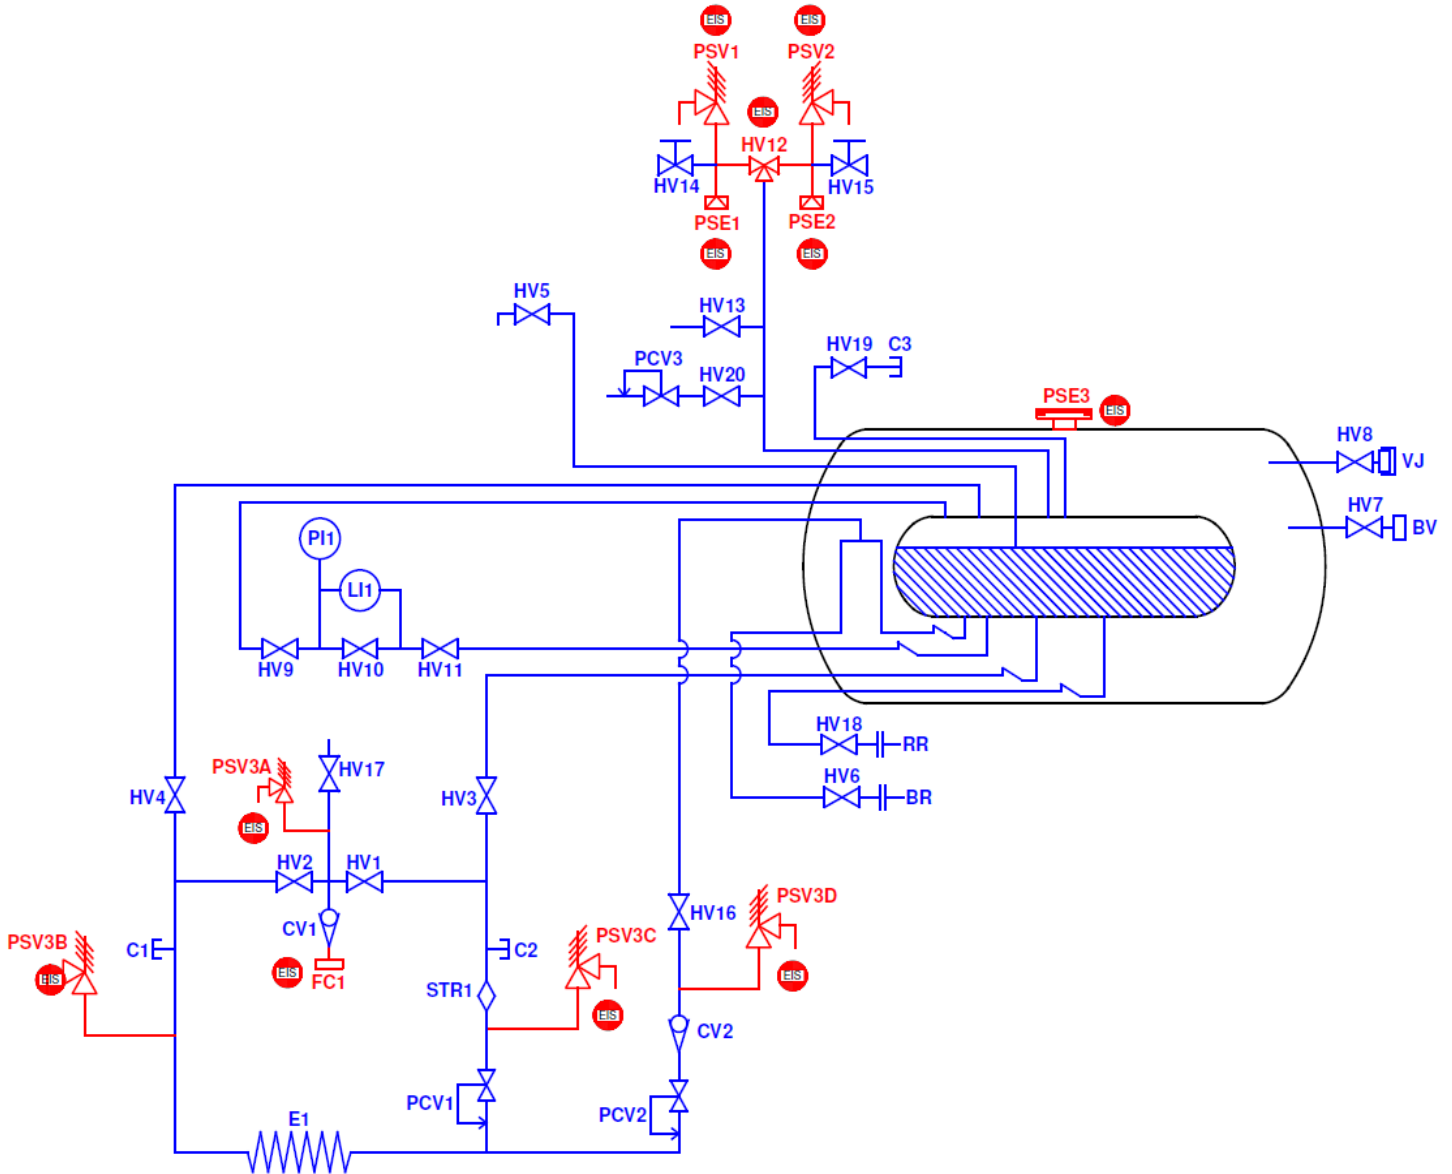 EIS EIS
PSV1 PSV2
EIS
HV12
HV14 HV15
PSE1 PSE2
EIS EIS
HV5
HV13
HV19 C3
PCV3
HV20
PSE3 EIS
HV8
VJ
HV7
BV
PI1
LI1
HV9 HV10 HV11
HV18
RR
PSV3A HV17
HV4 HV3
HV6
BR
EIS
HV2 HV1
PSV3D
HV16
CV1
PSV3B PSV3C
C1 C2
EIS EIS FC1 EIS
STR1
EIS
CV2
PCV1 PCV2
E1